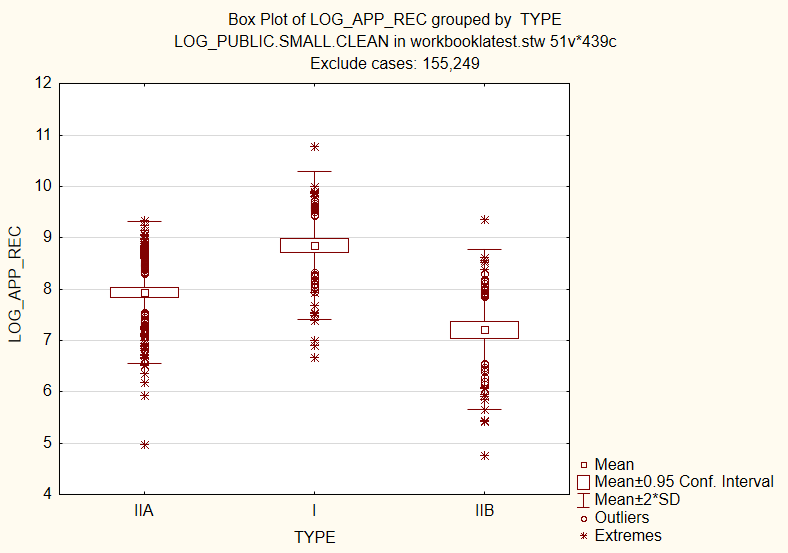 Box Plot of LOG_APP_REC grouped by TYPE
LOG_PUBLIC.SMALL.CLEAN in workbooklatest.stw 51v*439c
Exclude cases: 155,249
12
11
10
9
8
7
6
5
4
LOG_APP_REC
IIA I IIB
TYPE
Mean
Mean±0.95 Conf. Interval
Mean±2*SD
Outliers
Extremes